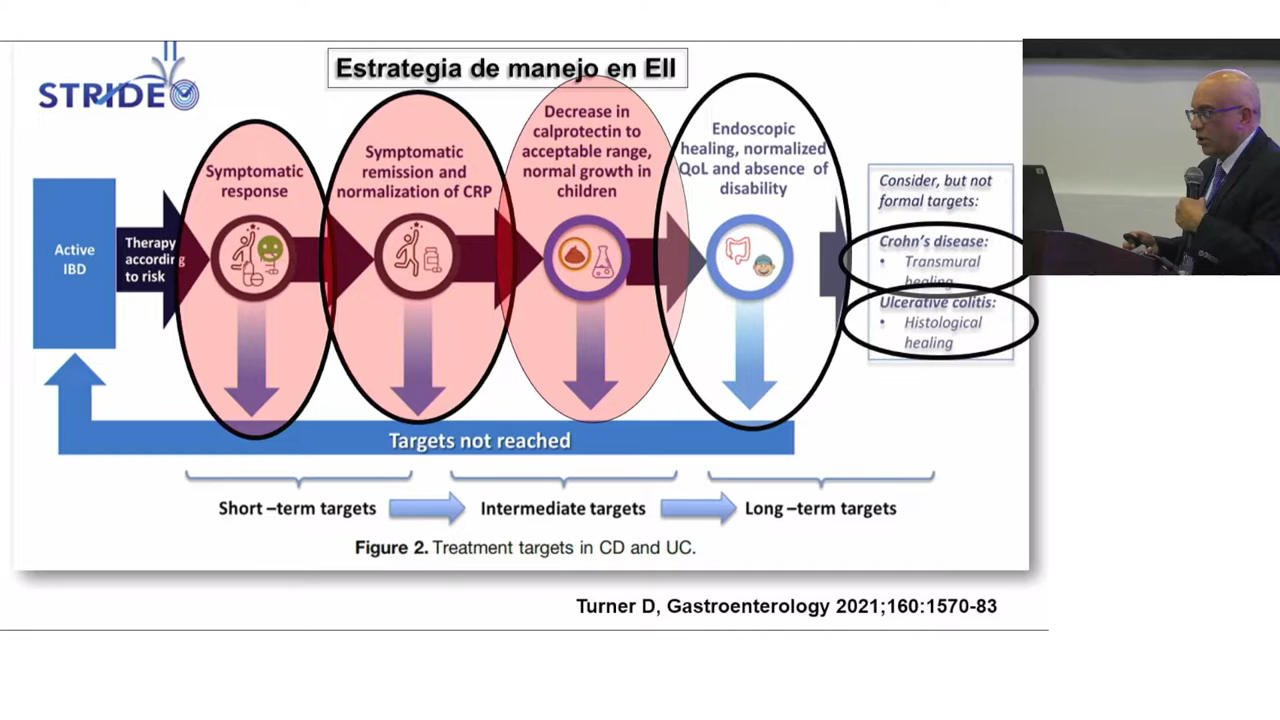 STRIDE
Estrategia de manejo en EII
Symptomatic
response
Symptomatic
remission and
normalization of CRP
Decrease in
calprotectin to
acceptable range,
normal growth in
children
Endoscopic
healing, normalized
QoL and absence of
disability
Active
IBD
Therapy
according
to risk
Consider, but not
formal targets:
Crohn's disease:
• Transmural
healing
Ulcerative colitis:
• Histological
healing
Targets not reached
Short –term targets
Intermediate targets
Long –term targets
Figure 2. Treatment targets in CD and UC.
Turner D, Gastroenterology 2021;160:1570-83